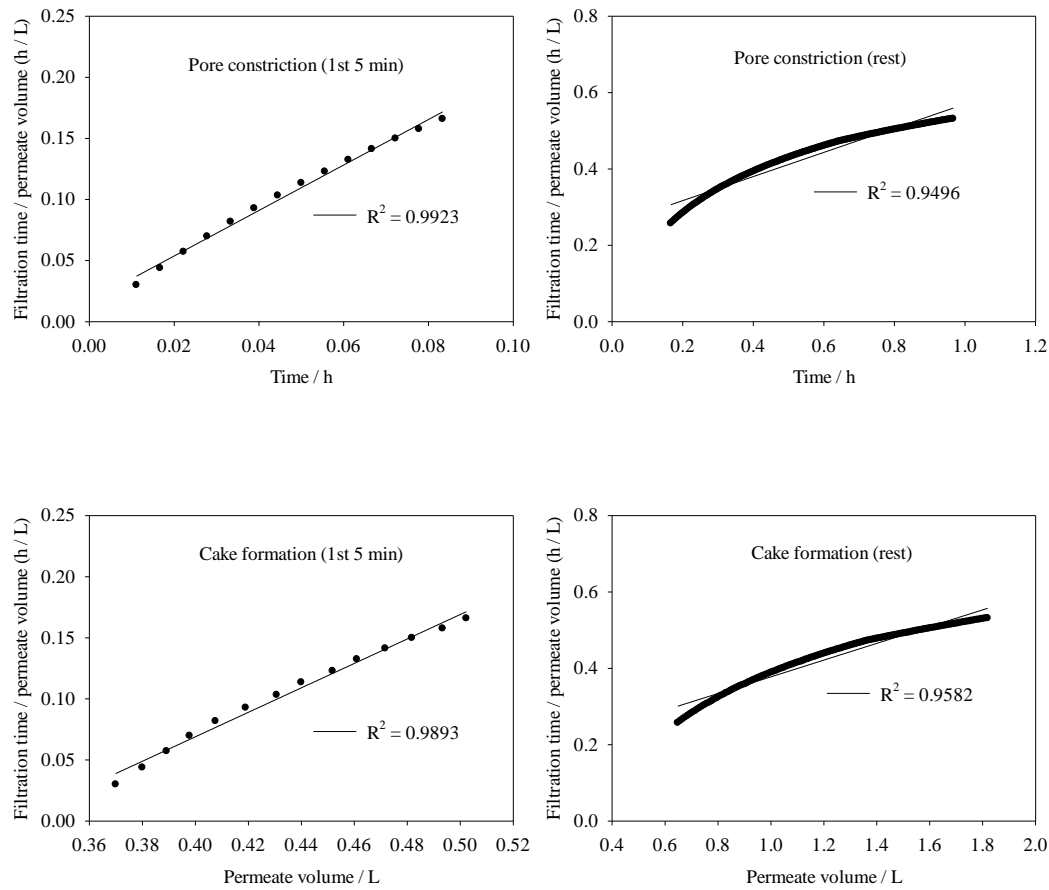 Filtration time / permeate volume (h / L)
0.25
0.20
0.15
0.10
0.05
0.00
Pore constriction (1st 5 min)
R2 = 0.9923
0.00 0.02 0.04 0.06 0.08 0.10
Time / h
Filtration time / permeate volume (h / L)
0.8
0.6
0.4
0.2
0.0
Pore constriction (rest)
R2 = 0.9496
0.0 0.2 0.4 0.6 0.8 1.0 1.2
Time / h
Filtration time / permeate volume (h / L)
0.25
0.20
0.15
0.10
0.05
0.00
Cake formation (1st 5 min)
R2 = 0.9893
0.36 0.38 0.40 0.42 0.44 0.46 0.48 0.50 0.52
Permeate volume / L
Filtration time / permeate volume (h / L)
0.8
0.6
0.4
0.2
0.0
Cake formation (rest)
R2 = 0.9582
0.4 0.6 0.8 1.0 1.2 1.4 1.6 1.8 2.0
Permeate volume / L